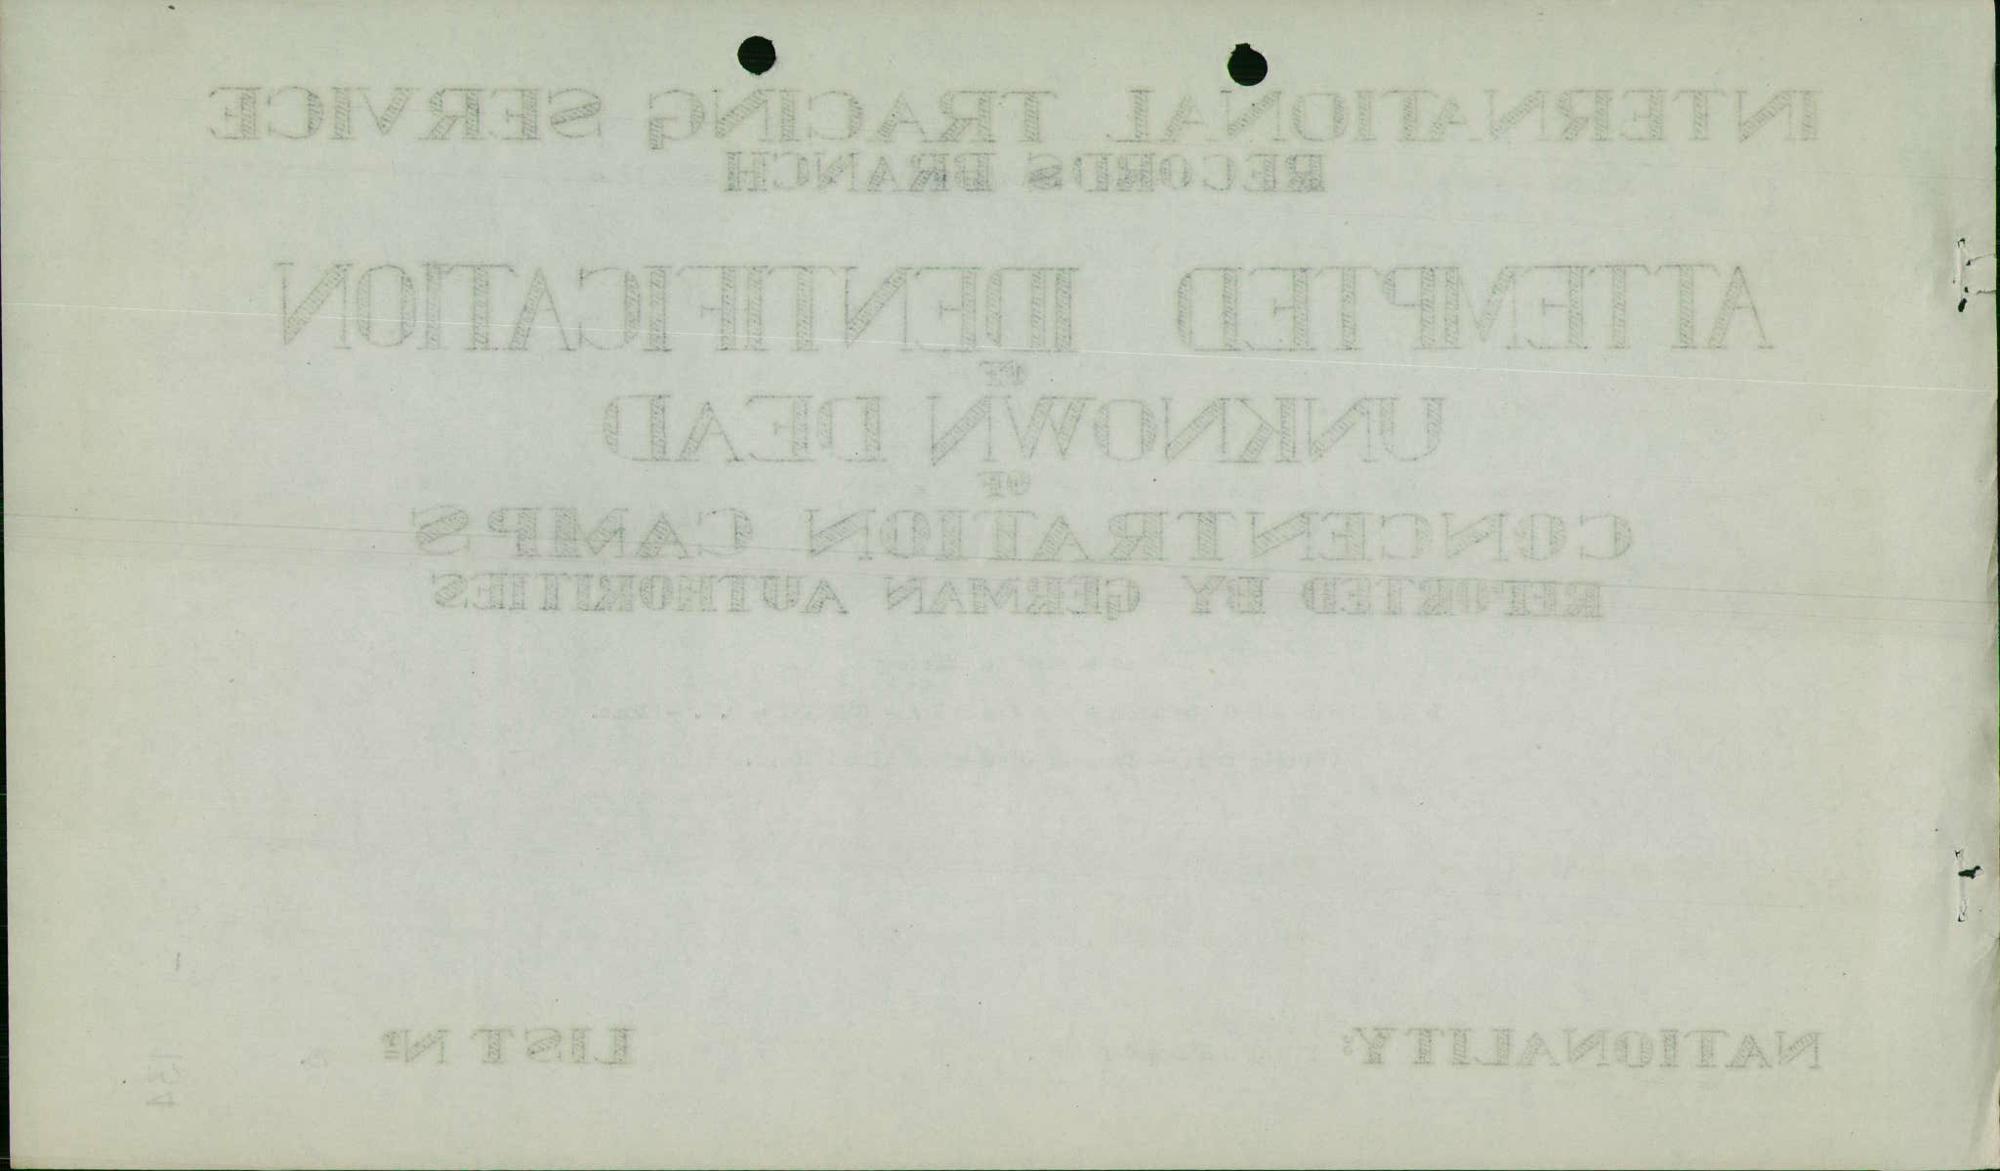 INTERNATIONAL TRACING SERVICE
RECORDS BRANCH
ATTEMPTED IDENTIFICATION
OF
UNKNOWN DEAD
OF
CONCENTRATION CAMPS
REPORTED BY GERMAN AUTHORITIES
NATIONALITY: LIST Nº
134